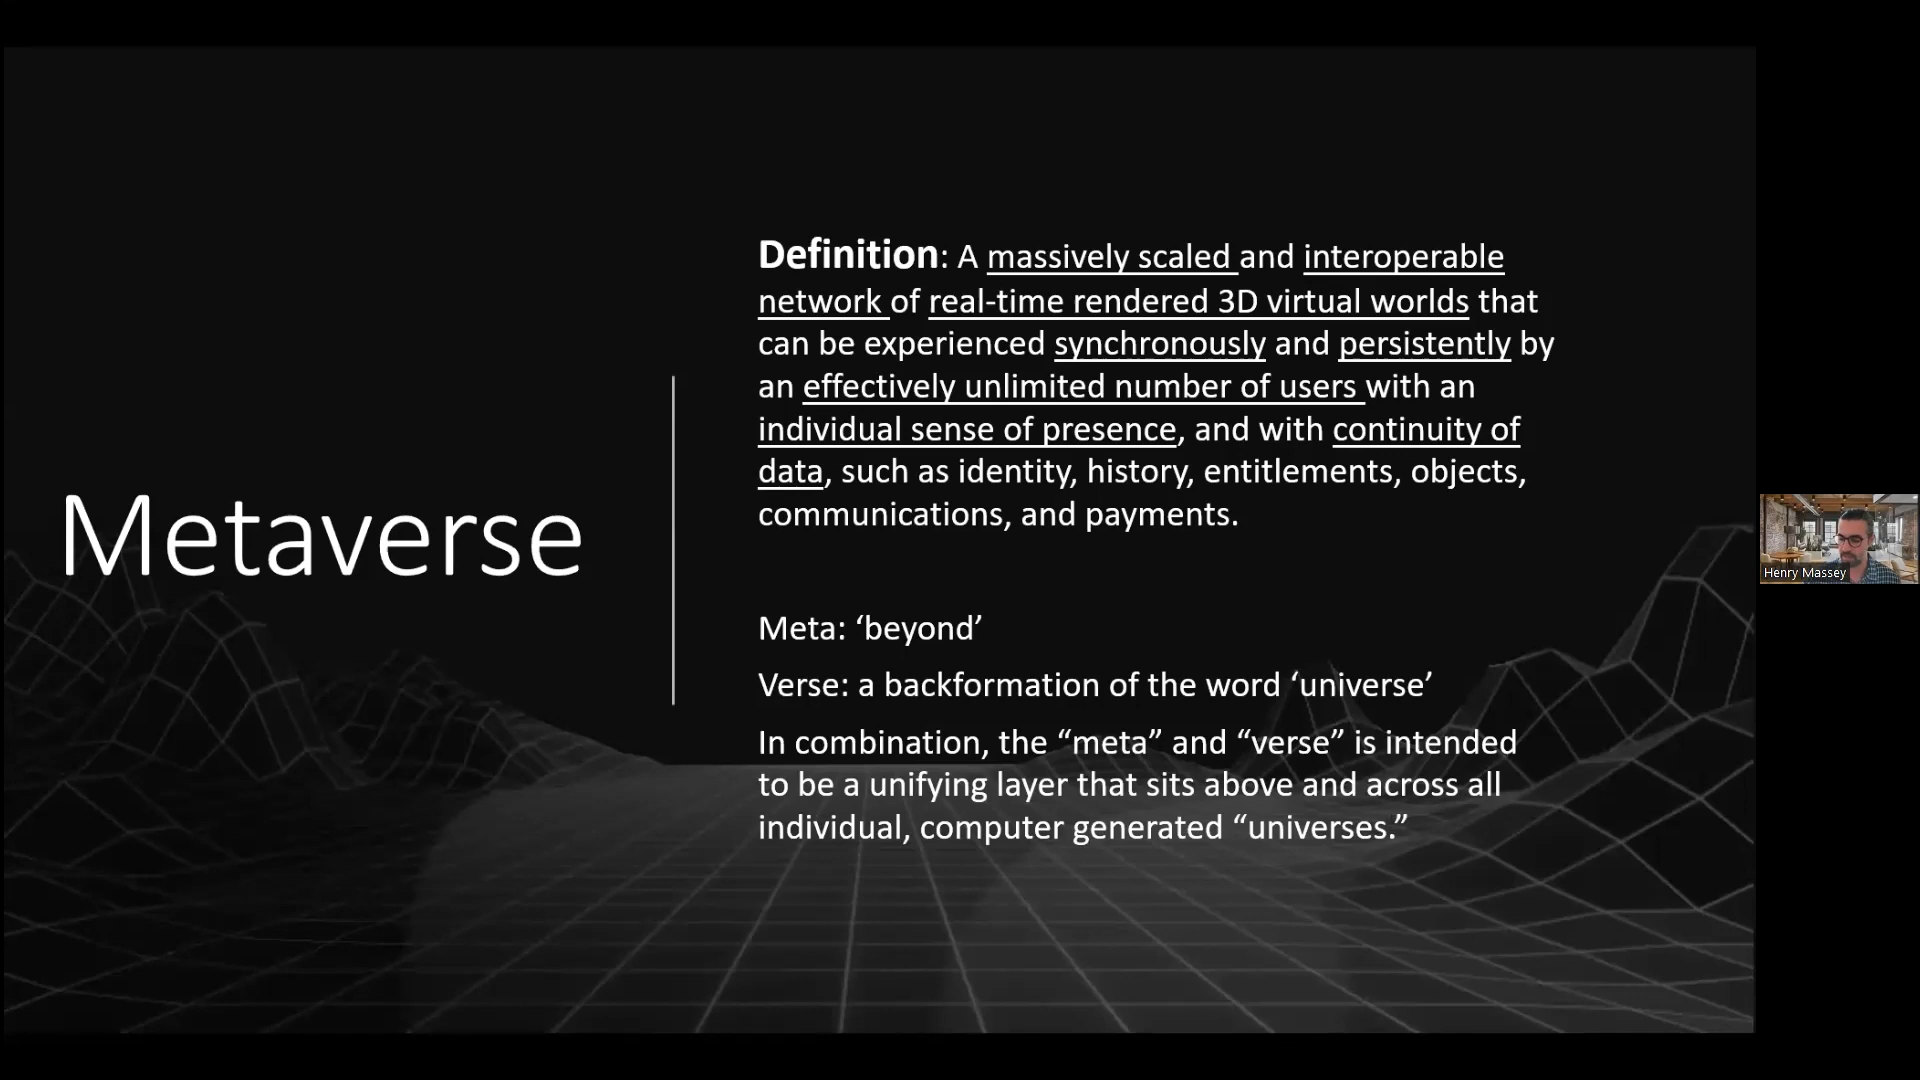 Metaverse
Definition: A massively scaled and interoperable
network of real-time rendered 3D virtual worlds that
can be experienced synchronously and persistently by
an effectively unlimited number of users with an
individual sense of presence, and with continuity of
data, such as identity, history, entitlements, objects,
communications, and payments.
Meta: ‘beyond’
Verse: a backformation of the word ‘universe’
In combination, the “meta” and “verse” is intended
to be a unifying layer that sits above and across all
individual, computer generated “universes.”
Henry Massey